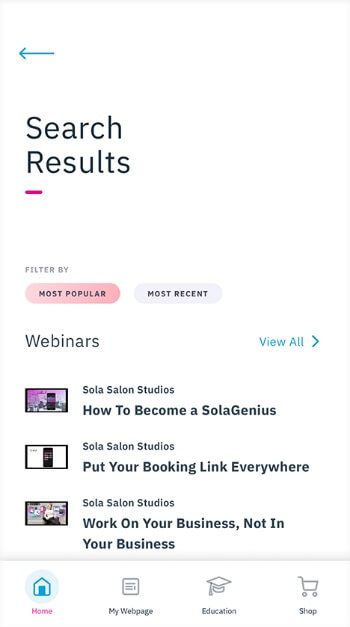 Search
Results
FILTER BY
MOST POPULAR
MOST RECENT
Webinars
View All
Sola Salon Studios
How To Become a SolaGenius
Sola Salon Studios
Put Your Booking Link Everywhere
Sola Salon Studios
Work On Your Business, Not In
Your Business
Home
My Webpage
Education
Shop